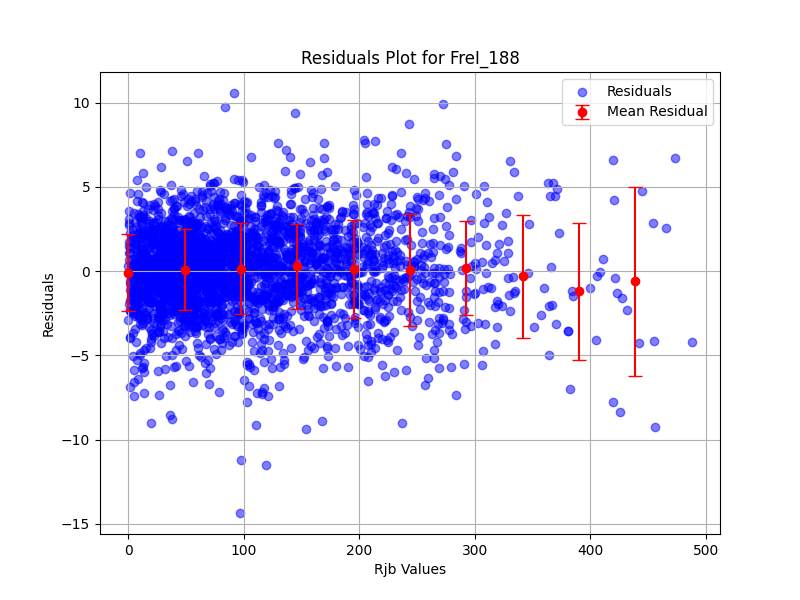 Residuals Plot for FreI_188
Residuals
Mean Residual
10
5
0
−5
−10
−15
Residuals
0
100
200
300
400
500
Rjb Values